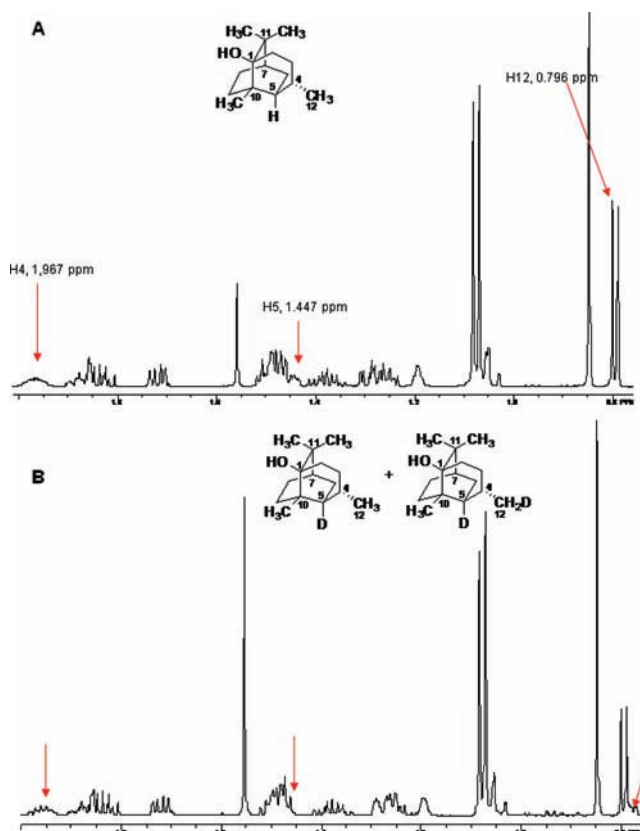 A
H₃C 11 CH₃
HO 1
7
5 4
H₃C 10 12 CH₃
H
H12, 0.796 ppm
H4, 1,967 ppm
H5, 1.447 ppm
B
H₃C 11 CH₃
HO 1
7
5 4
H₃C 10 12 CH₃
D
+
H₃C 11 CH₃
HO 1
7
5 4
H₃C 10 12 CH₂D
D